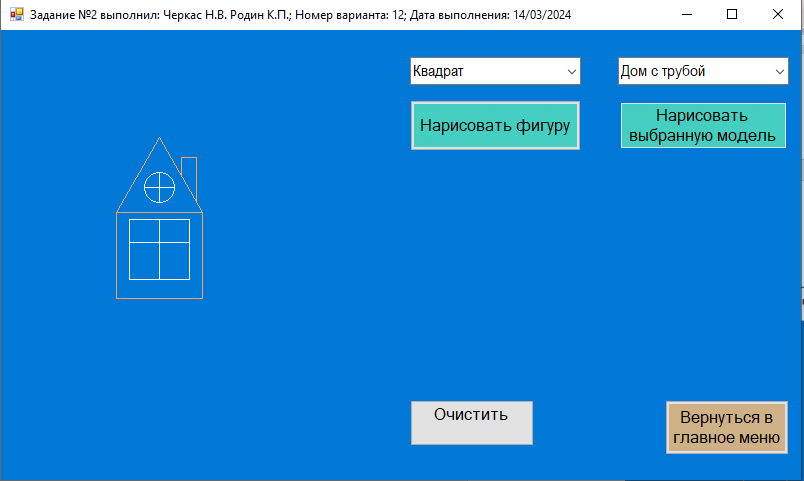 Задание №2 выполнил: Черкас Н.В. Родин К.П.; Номер варианта: 12; Дата выполнения: 14/03/2024
Квадрат
Дом с трубой
Нарисовать фигуру
Нарисовать
выбранную модель
Очистить
Вернуться в
главное меню